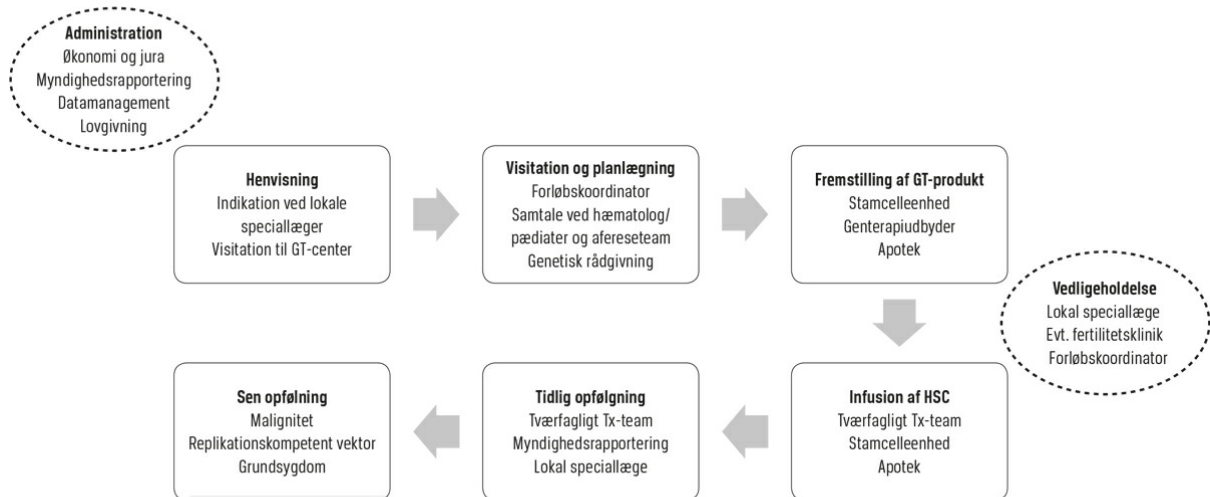 Administration
Økonomi og jura
Myndighedsrapportering
Datamanagement
Lovgivning
Henvisning
Indikation ved lokale
speciallæger
Visitation til GT-center
Visitation og planlægning
Forløbskoordinator
Samtale ved hæmatolog/
pædiater og afereseteam
Genetisk rådgivning
Fremstilling af GT-produkt
Stamcelleenhed
Genterapiudbyder
Apotek
Vedligeholdelse
Lokal speciallæge
Evt. fertilitetsklinik
Forløbskoordinator
Infusion af HSC
Tværfagligt Tx-team
Stamcelleenhed
Apotek
Tidlig opfølgning
Tværfagligt Tx-team
Myndighedsrapportering
Lokal speciallæge
Sen opfølning
Malignitet
Replikationskompetent vektor
Grundsygdom